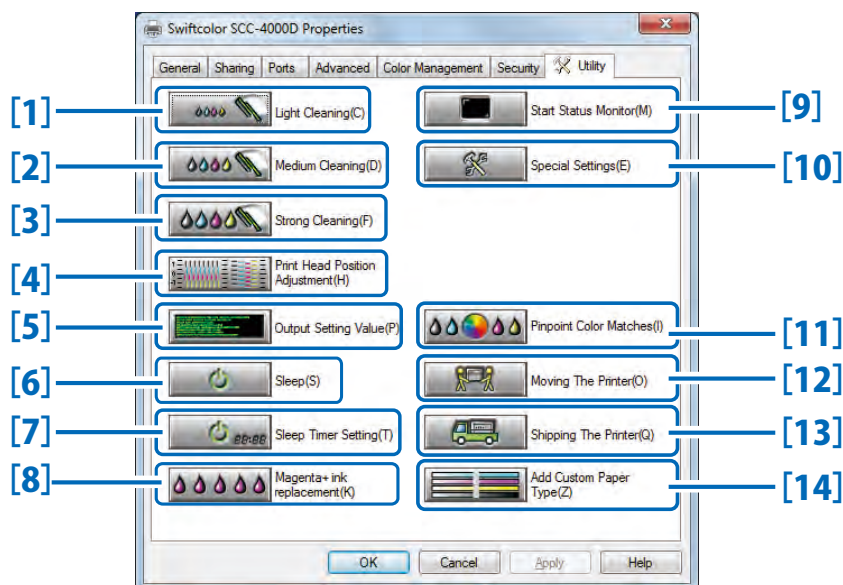 Swiftcolor SCC-4000D Properties
General Sharing Ports Advanced Color Management Security Utility
[1] Light Cleaning(C)
[2] Medium Cleaning(D)
[3] Strong Cleaning(F)
[4] Print Head Position
Adjustment(H)
[5] Output Setting Value(P)
[6] Sleep(S)
[7] 88:88 Sleep Timer Setting(T)
[8] Magenta+ ink
replacement(K)
Start Status Monitor(M) [9]
Special Settings(E) [10]
Pinpoint Color Matches(I) [11]
Moving The Printer(O) [12]
Shipping The Printer(Q) [13]
Add Custom Paper
Type(Z) [14]
OK Cancel Apply Help